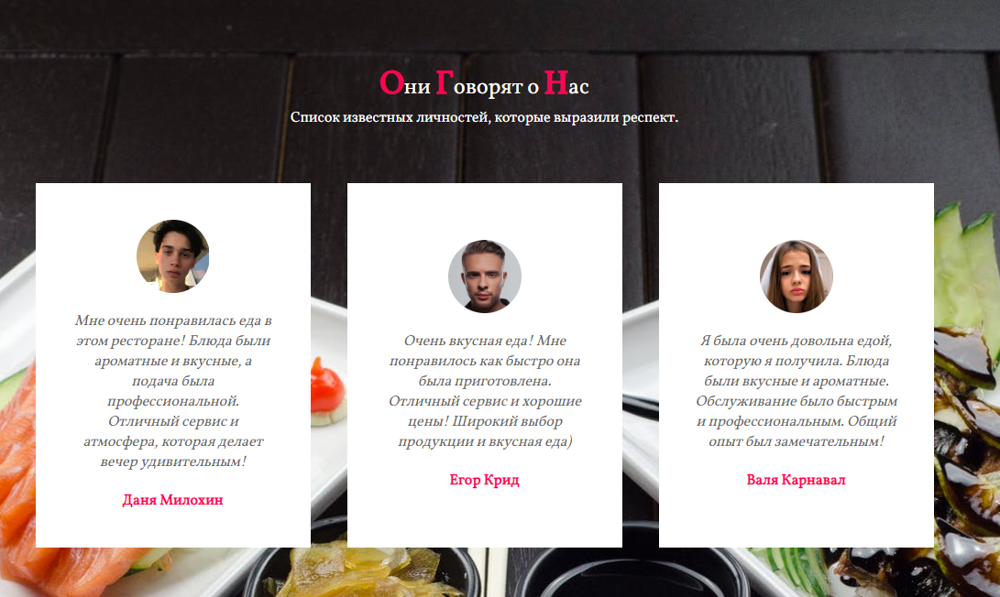 Они Говорят о Нас
Список известных личностей, которые выразили респект.
Мне очень понравилась еда в
этом ресторане! Блюда были
ароматные и вкусные, а
подача была
профессиональной.
Отличный сервис и
атмосфера, которая делает
вечер удивительным!
Даня Милохин
Очень вкусная еда! Мне
понравилось как быстро она
была приготовлена.
Отличный сервис и хорошие
цены! Широкий выбор
продукции и вкусная еда)
Егор Крид
Я была очень довольна едой,
которую я получила. Блюда
были вкусные и ароматные.
Обслуживание было быстрым
и профессиональным. Общий
опыт был замечательным!
Валя Карнавал